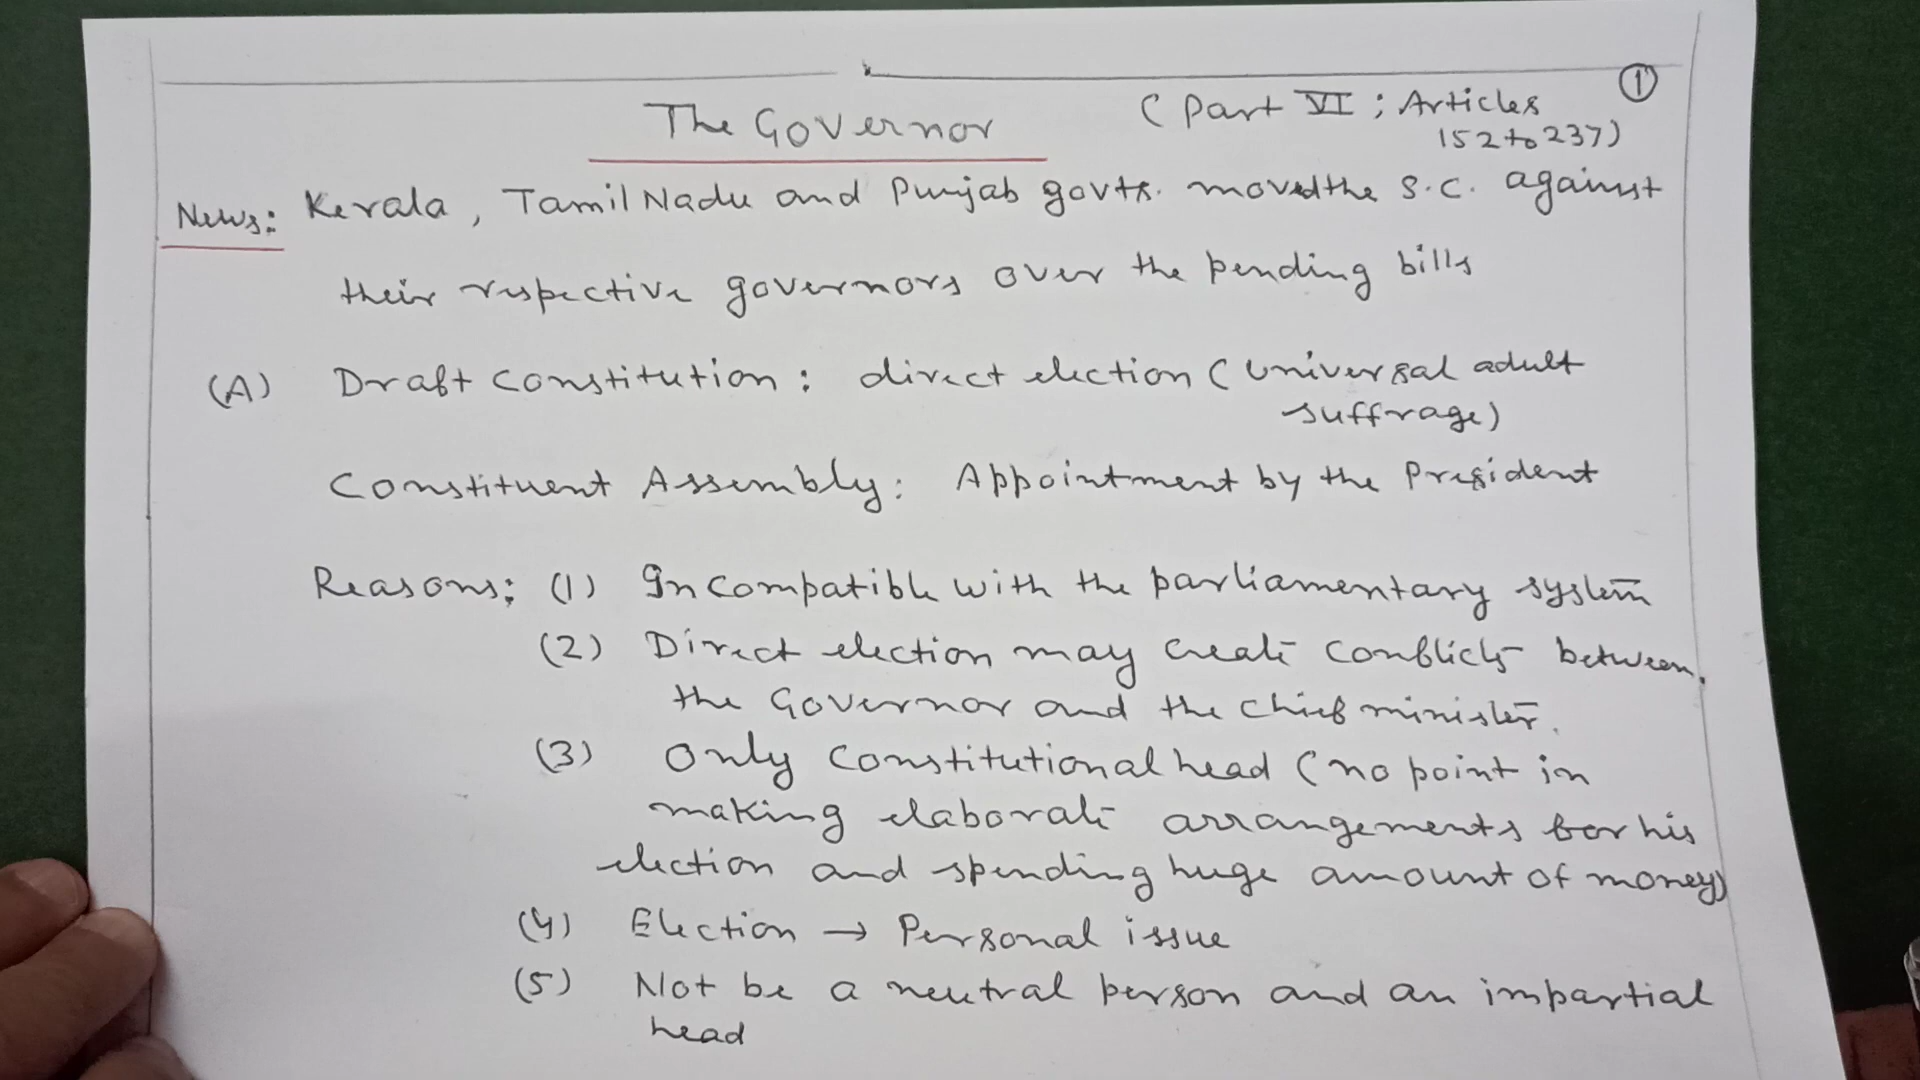 ①
The Governor (Part VI ; Articles
152 to 237)
News: Kerala, Tamil Nadu and Punjab govts. moved the S.C. against
their respective governors over the pending bills
(A) Draft Constitution : direct election (Universal adult
suffrage)
Constituent Assembly : Appointment by the President
Reasons : (1) Incompatible with the parliamentary system
(2) Direct election may create conflicts between
the Governor and the Chief minister.
(3) Only Constitutional head (no point in
making elaborate arrangements for his
election and spending huge amount of money)
(4) Election → Personal issue
(5) Not be a neutral person and an impartial
head